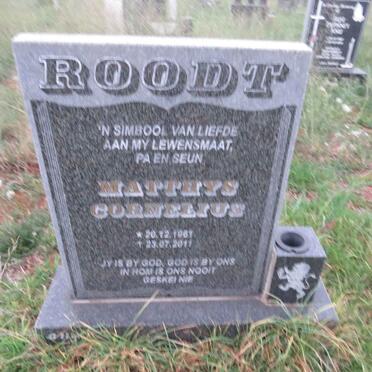 ROODT
'N SIMBOOL VAN LIEFDE
AAN MY LEWENSMAAT,
PA EN SEUN
MATTHYS
CORNELIUS
* 20.12.1961
† 23.07.2011
JY IS BY GOD, GOD IS BY ONS
IN HOM IS ONS NOOIT
GESKEI NIE